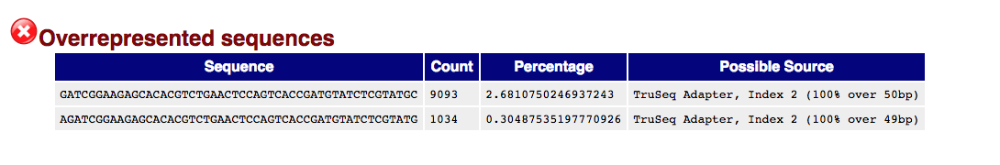 Overrepresented sequences
Sequence Count Percentage Possible Source
GATCGGAAGAGCACACGTCTGAACTCCAGTCACCGATGTATCTCGTATGC 9093 2.6810750246937243 TruSeq Adapter, Index 2 (100% over 50bp)
AGATCGGAAGAGCACACGTCTGAACTCCAGTCACCGATGTATCTCGTATG 1034 0.30487535197770926 TruSeq Adapter, Index 2 (100% over 49bp)